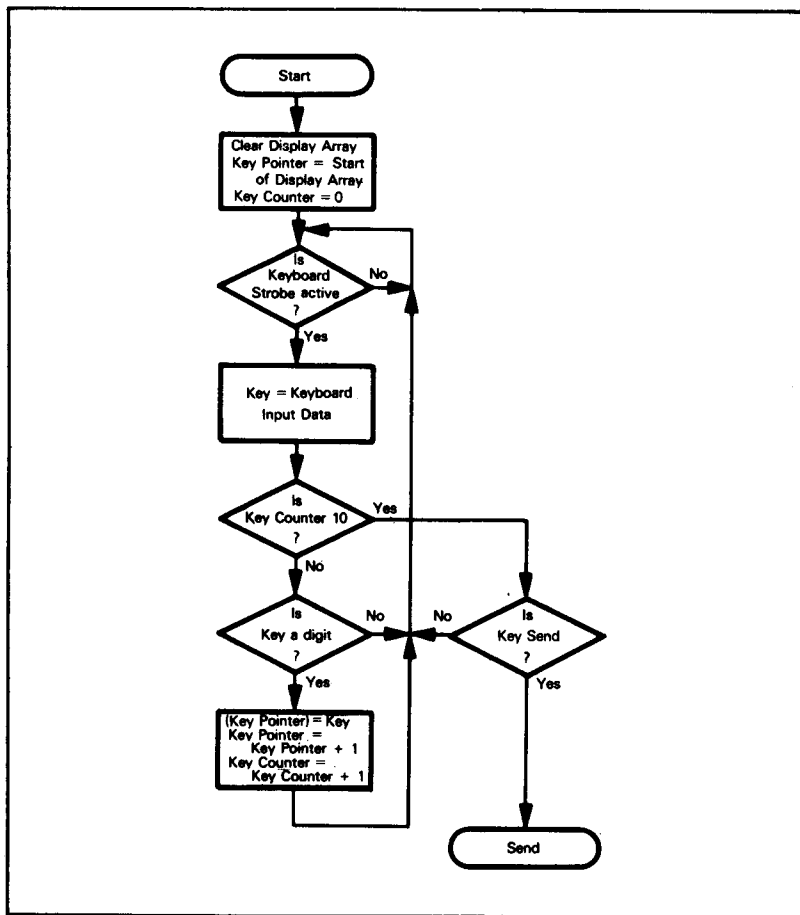 Start
Clear Display Array
Key Pointer = Start
of Display Array
Key Counter = 0
Is
Keyboard
Strobe active
?
No
Yes
Key = Keyboard
Input Data
Is
Key Counter 10
?
Yes
No
Is
Key a digit
?
No
Yes
No
Is
Key Send
?
Yes
(Key Pointer) = Key
Key Pointer =
Key Pointer + 1
Key Counter =
Key Counter + 1
Send